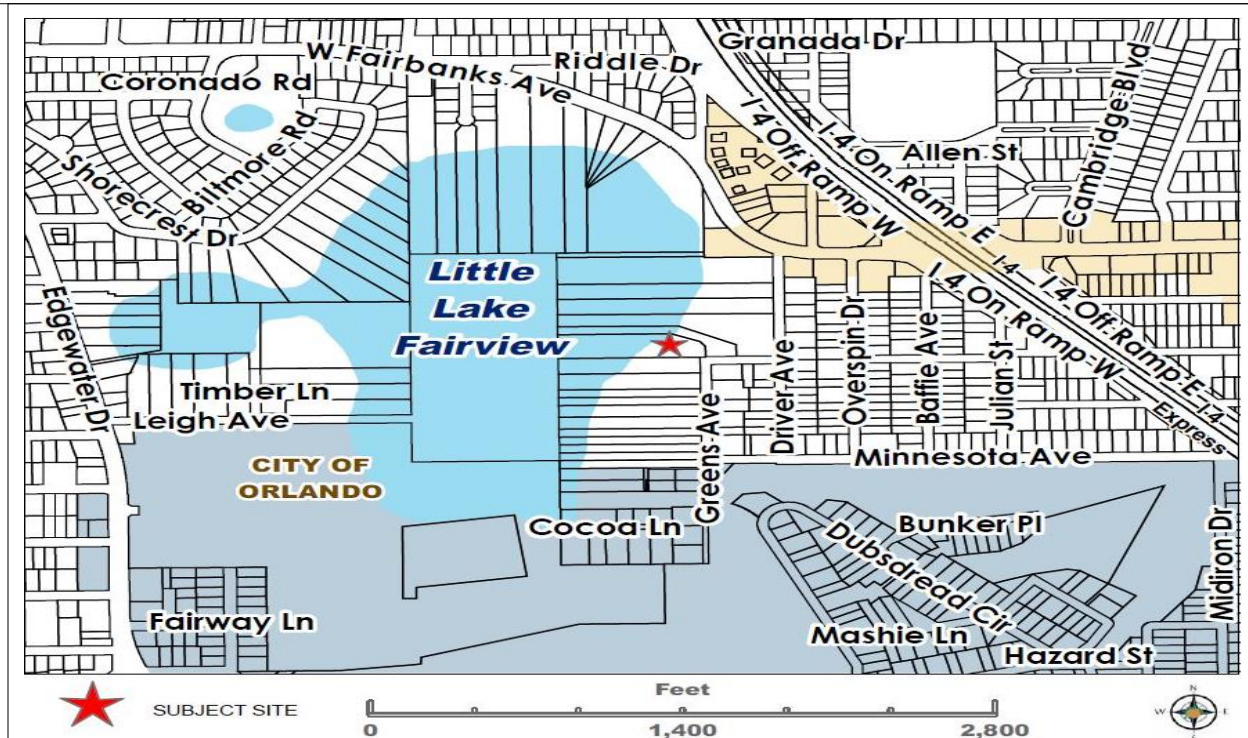 Granada Dr
W Fairbanks Ave
Riddle Dr
Coronado Rd
I-4 Off Ramp W
I-4 On Ramp E
Allen St
Cambridge Blvd
Biltmore Rd
Shorecrest Dr
I-4
I-4 Off Ramp E
I-4
I-4 On Ramp W
Express
Little
Lake
Fairview
Edgewater Dr
Timber Ln
Leigh Ave
Greens Ave
Driver Ave
Overspin Dr
Baffie Ave
Julian St
Minnesota Ave
CITY OF
ORLANDO
Cocoa Ln
Bunker Pl
Dubsdread Cir
Midiron Dr
Fairway Ln
Mashie Ln
Hazard St
SUBJECT SITE
Feet
0
1,400
2,800
N
W
E
S